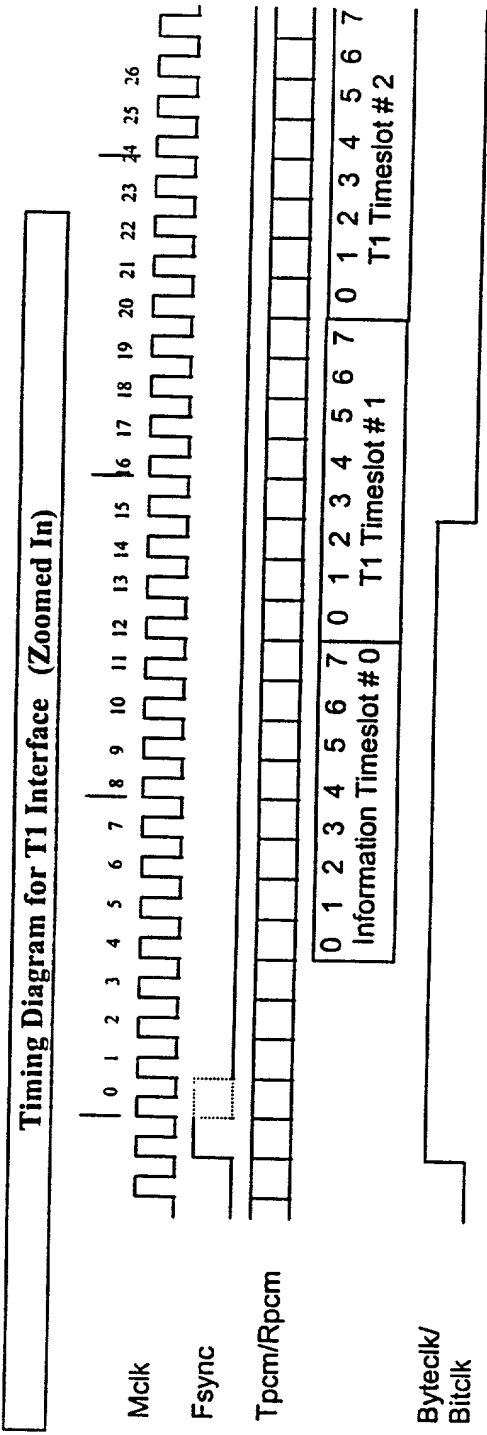 Timing Diagram for T1 Interface (Zoomed In)
0 1 2 3 4 5 6 7 8 9 10 11 12 13 14 15 16 17 18 19 20 21 22 23 24 25 26
Mclk
Fsync
Tpcm/Rpcm
0 1 2 3 4 5 6 7 0 1 2 3 4 5 6 7 0 1 2 3 4 5 6 7
Information Timeslot # 0 T1 Timeslot # 1 T1 Timeslot # 2
Byteclk/
Bitclk